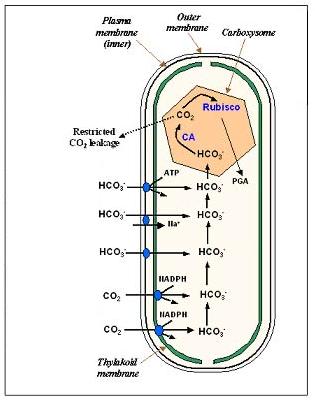 Plasma
membrane
(inner)
Outer
membrane
Carboxysome
Rubisco
CO₂
CA
HCO₃⁻
Restricted
CO₂ leakage
PGA
ATP
HCO₃⁻
HCO₃⁻
HCO₃⁻
HCO₃⁻
Na⁺
HCO₃⁻
HCO₃⁻
NADPH
CO₂
HCO₃⁻
NADPH
CO₂
HCO₃⁻
Thylakoid
membrane